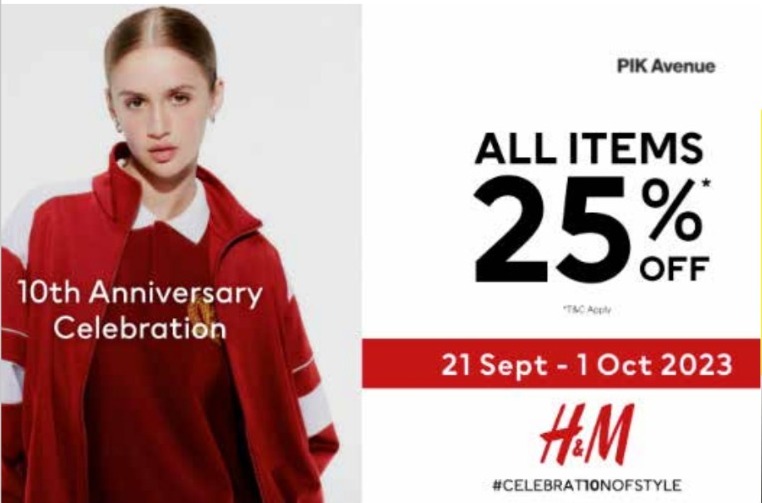 PIK Avenue
ALL ITEMS
25%*
OFF
*T&C Apply
10th Anniversary
Celebration
21 Sept - 1 Oct 2023
H&M
#CELEBRAT10NOFSTYLE